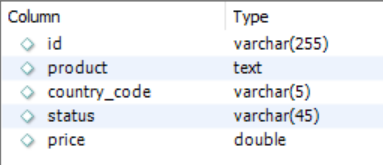 Column Type
id varchar(255)
product text
country_code varchar(5)
status varchar(45)
price double